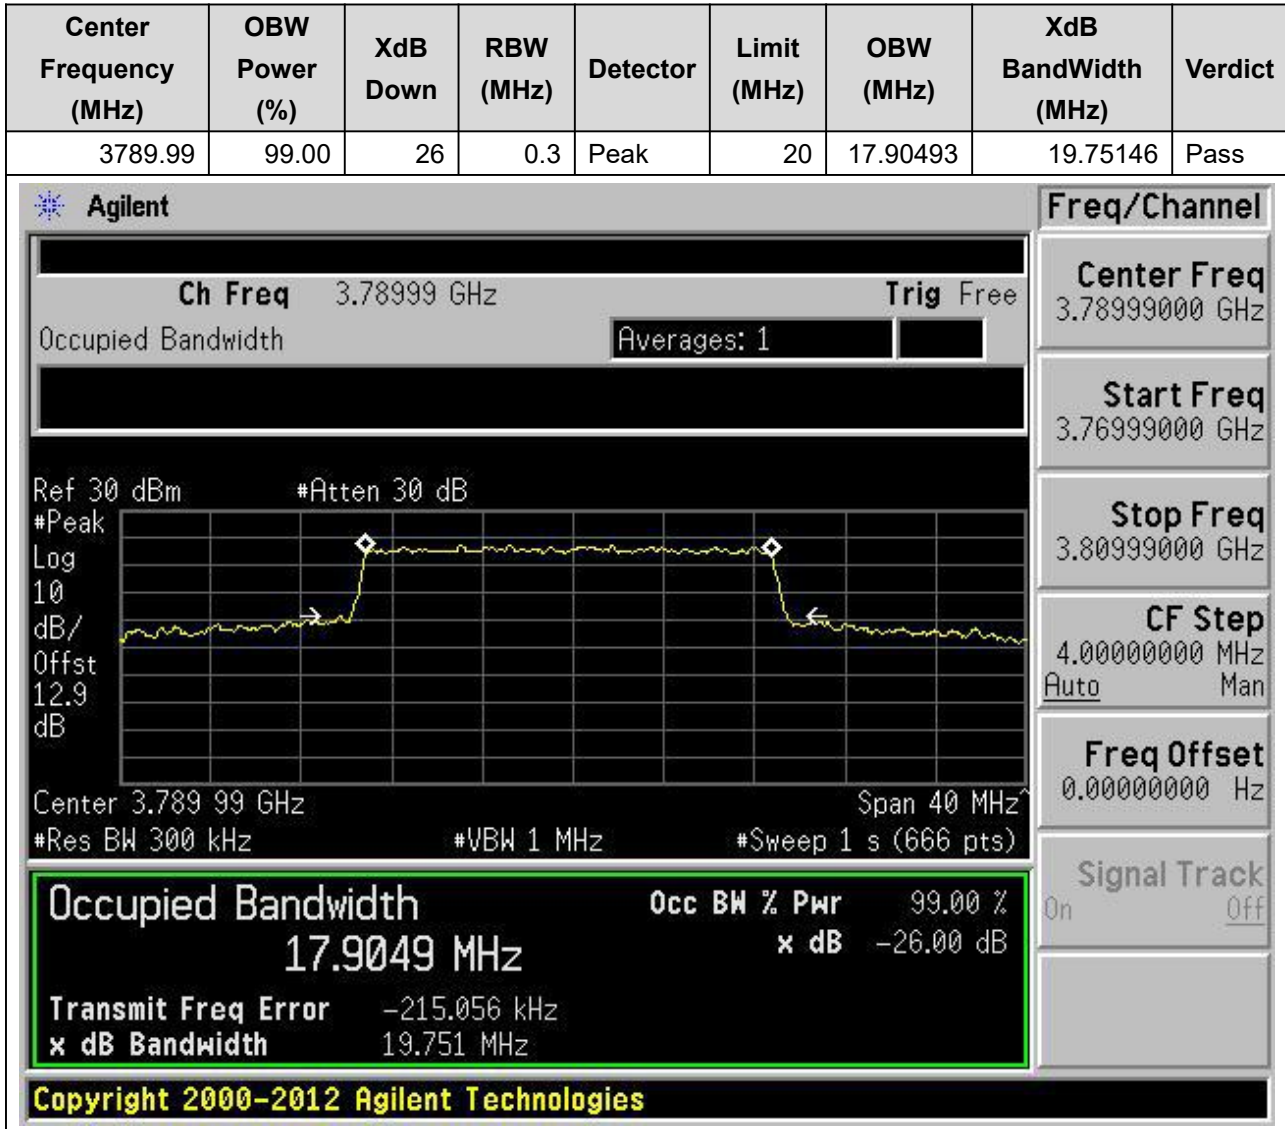 Center Frequency (MHz) OBW Power (%) XdB Down RBW (MHz) Detector Limit (MHz) OBW (MHz) XdB BandWidth (MHz) Verdict
3789.99 99.00 26 0.3 Peak 20 17.90493 19.75146 Pass
Agilent
Freq/Channel
Ch Freq 3.78999 GHz Trig Free
Occupied Bandwidth Averages: 1
Center Freq
3.78999000 GHz
Start Freq
3.76999000 GHz
Stop Freq
3.80999000 GHz
CF Step
4.00000000 MHz
Auto Man
Freq Offset
0.00000000 Hz
Signal Track
On Off
Ref 30 dBm #Atten 30 dB
#Peak
Log
10
dB/
Offst
12.9
dB
Center 3.789 99 GHz Span 40 MHz^
#Res BW 300 kHz #VBW 1 MHz #Sweep 1 s (666 pts)
Occupied Bandwidth
17.9049 MHz
Occ BW % Pwr 99.00 %
x dB -26.00 dB
Transmit Freq Error -215.056 kHz
x dB Bandwidth 19.751 MHz
Copyright 2000-2012 Agilent Technologies